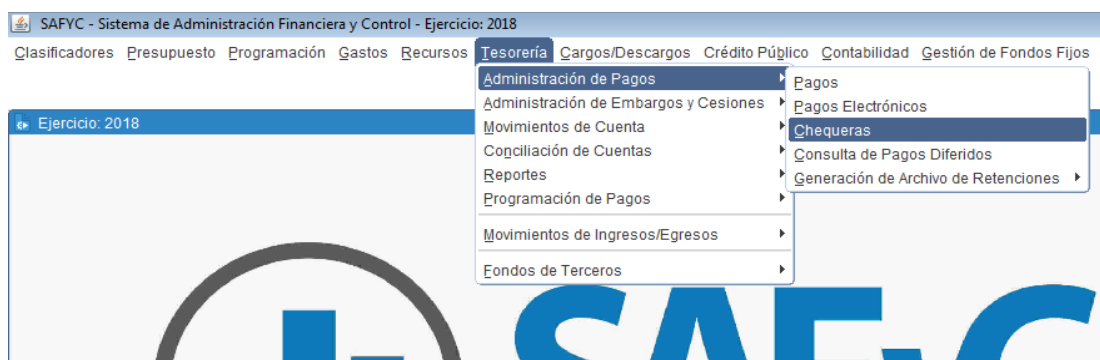 SAFYC - Sistema de Administración Financiera y Control - Ejercicio: 2018
Clasificadores Presupuesto Programación Gastos Recursos Tesorería Cargos/Descargos Crédito Público Contabilidad Gestión de Fondos Fijos
Administración de Pagos
Administración de Embargos y Cesiones
Movimientos de Cuenta
Conciliación de Cuentas
Reportes
Programación de Pagos
Movimientos de Ingresos/Egresos
Fondos de Terceros
Pagos
Pagos Electrónicos
Chequeras
Consulta de Pagos Diferidos
Generación de Archivo de Retenciones
Ejercicio: 2018
SAFyC